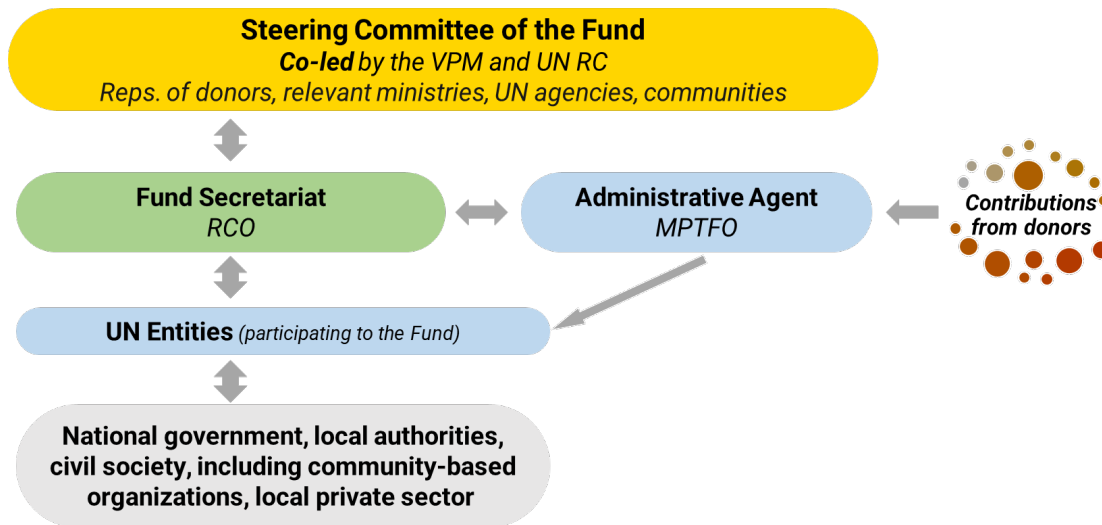 Steering Committee of the Fund
Co-led by the VPM and UN RC
Reps. of donors, relevant ministries, UN agencies, communities
Fund Secretariat
RCO
Administrative Agent
MPTFO
Contributions
from donors
UN Entities (participating to the Fund)
National government, local authorities,
civil society, including community-based
organizations, local private sector